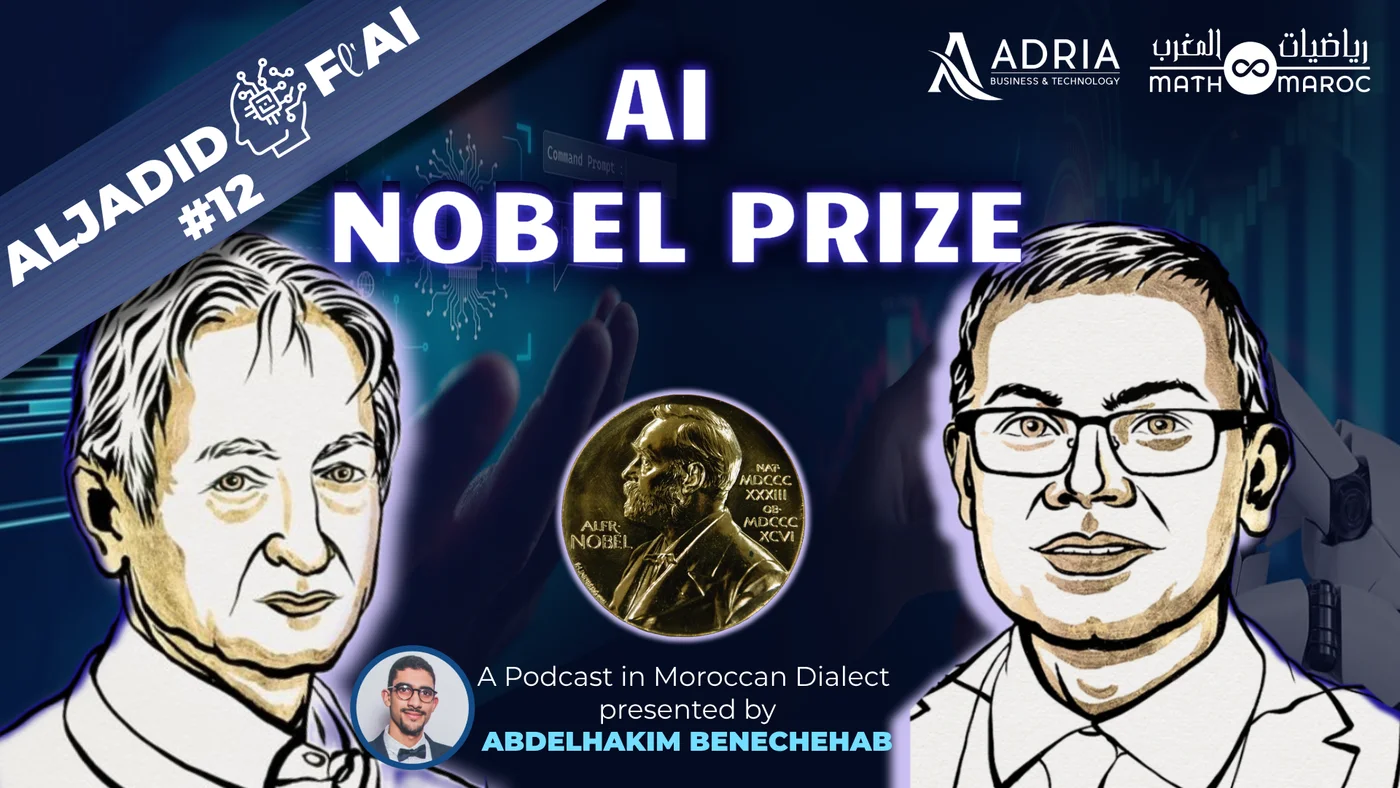 ALJADID Fel'AI
#12
AI
NOBEL PRIZE
ADRIA
BUSINESS & TECHNOLOGY
رياضيات المغرب
MATH MAROC
Command Prompt
ALFR·
NOBEL
NAT·
MDCCC
XXXIII
OB·
MDCCC
XCVI
A Podcast in Moroccan Dialect
presented by
ABDELHAKIM BENECHEHAB